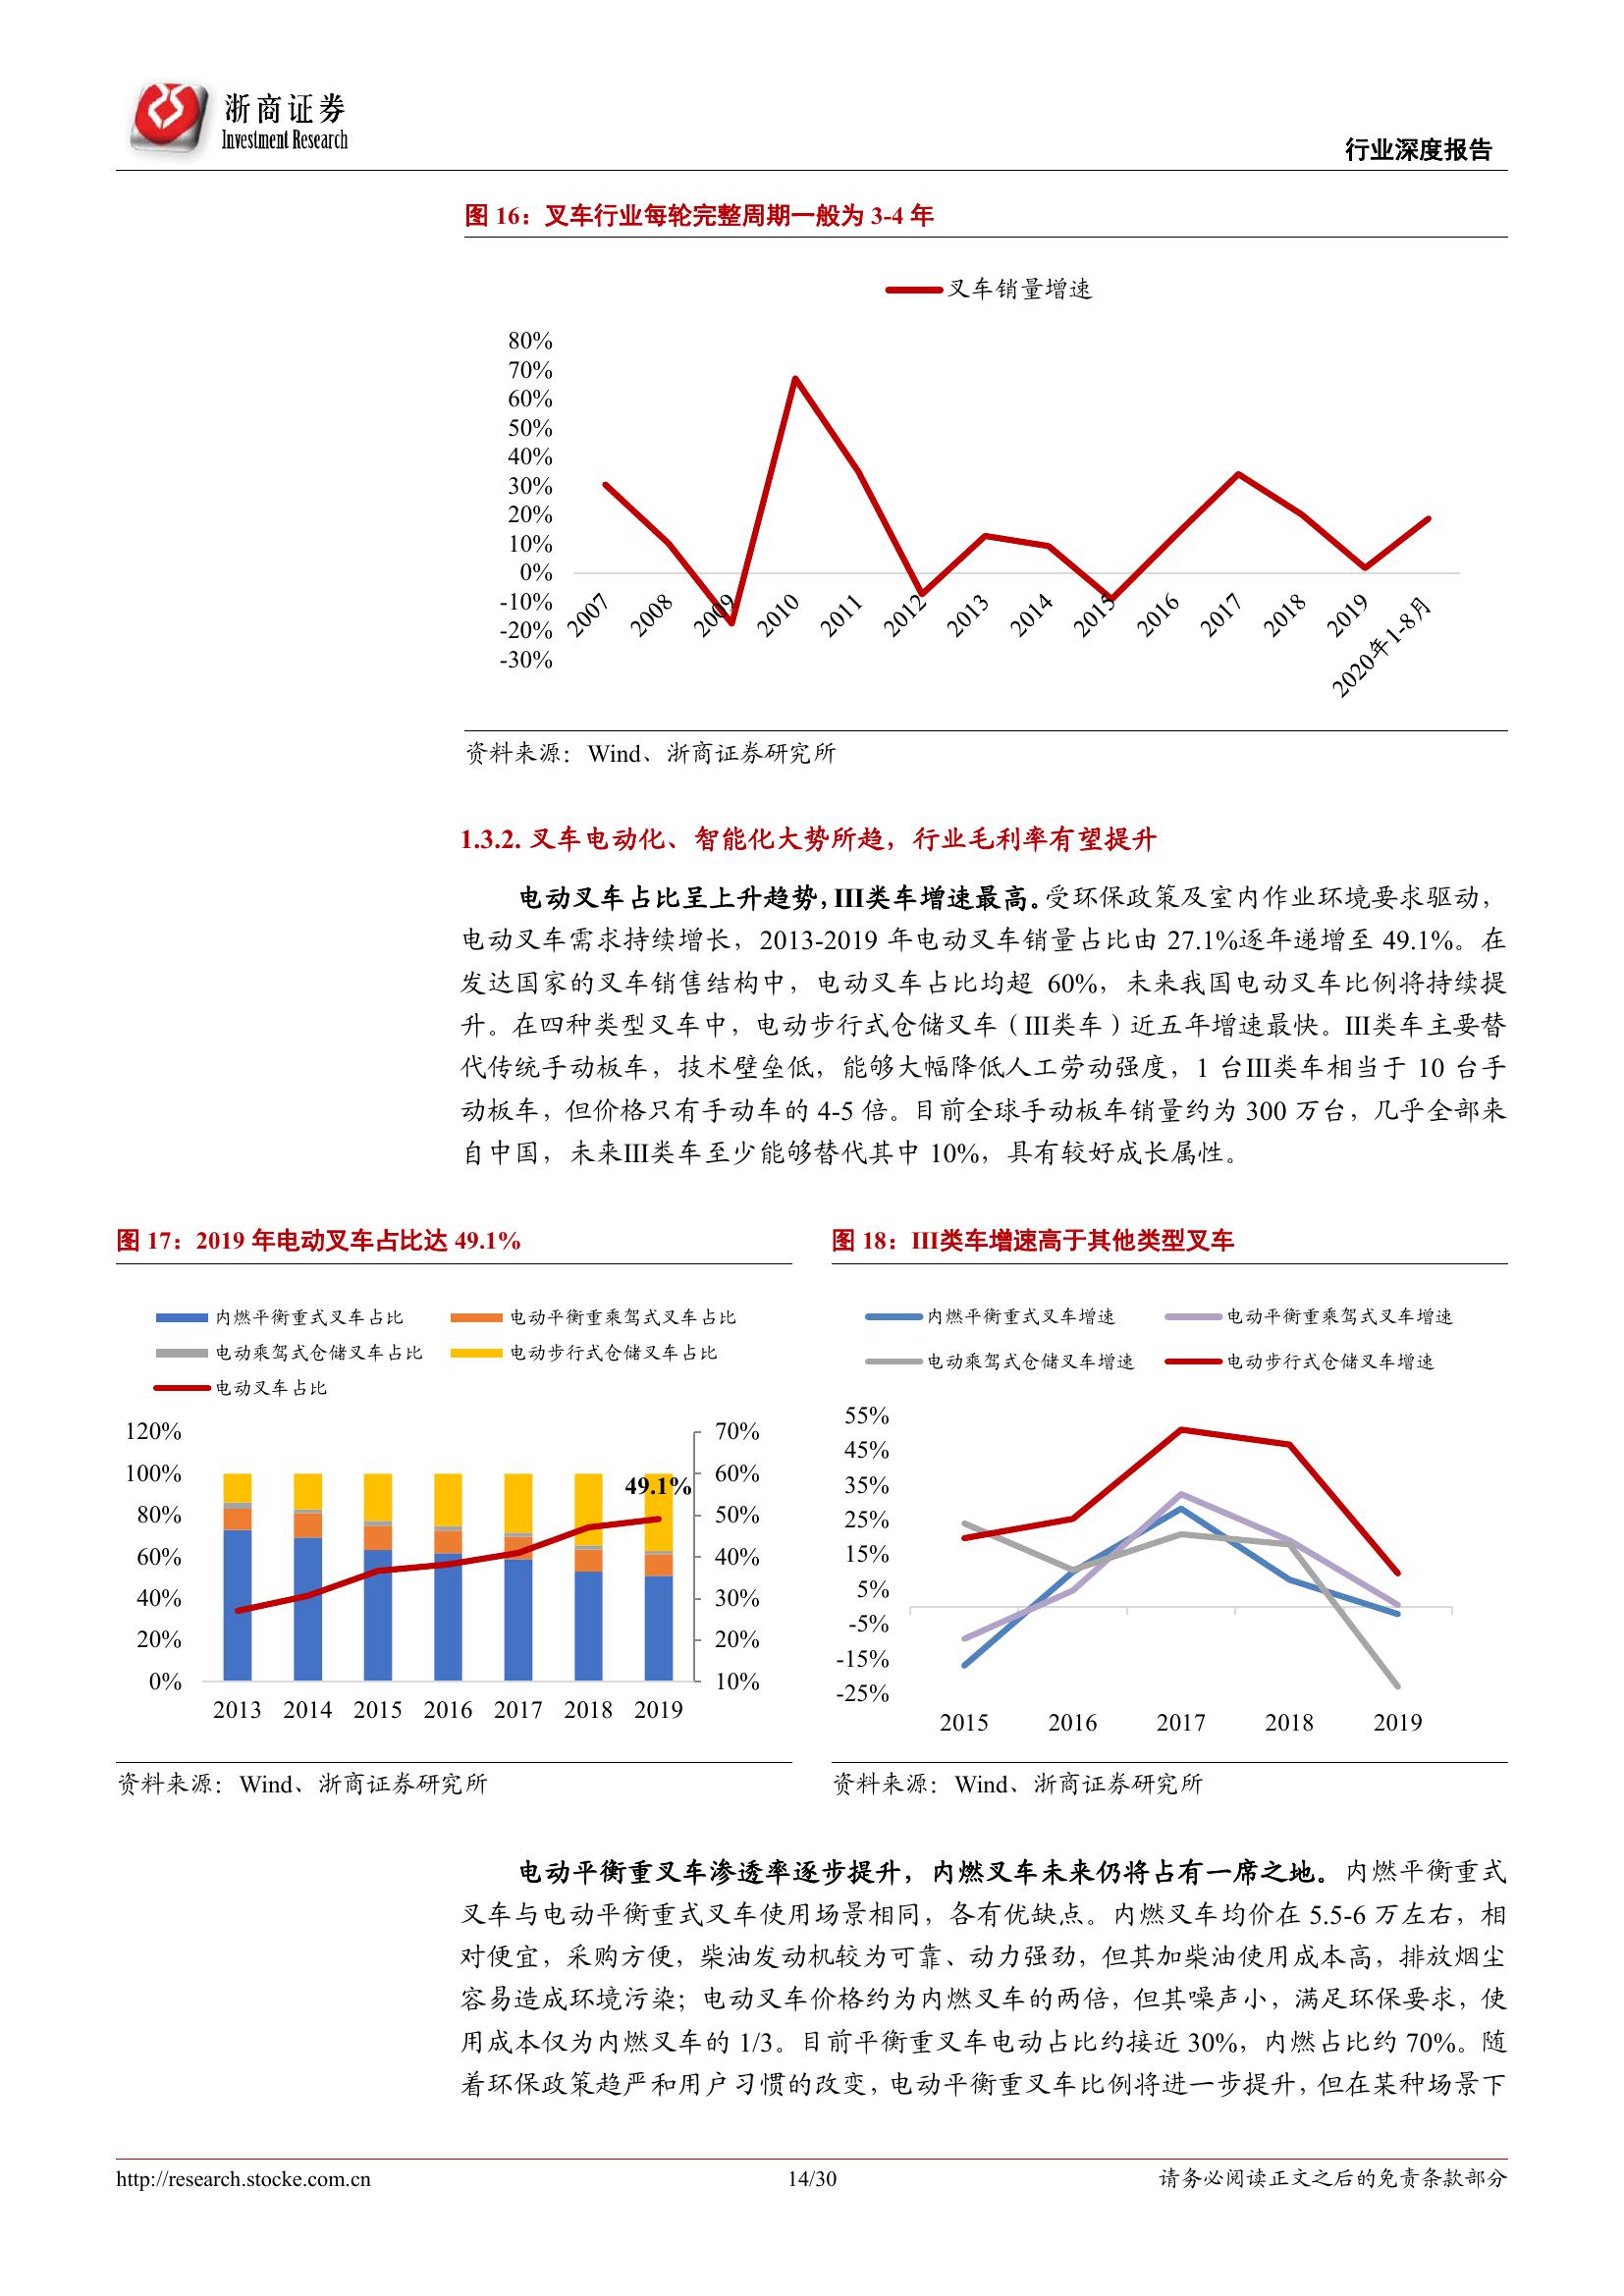 浙商证券
Investment Research
行业深度报告
图 16：叉车行业每轮完整周期一般为 3-4 年
叉车销量增速
80%
70%
60%
50%
40%
30%
20%
10%
0%
-10%
-20%
-30%
2007
2008
2009
2010
2011
2012
2013
2014
2015
2016
2017
2018
2019
2020年1-8月
资料来源：Wind、浙商证券研究所
1.3.2. 叉车电动化、智能化大势所趋，行业毛利率有望提升
电动叉车占比呈上升趋势，III类车增速最高。受环保政策及室内作业环境要求驱动，
电动叉车需求持续增长，2013-2019 年电动叉车销量占比由 27.1%逐年递增至 49.1%。在
发达国家的叉车销售结构中，电动叉车占比均超 60%，未来我国电动叉车比例将持续提
升。在四种类型叉车中，电动步行式仓储叉车（III类车）近五年增速最快。III类车主要替
代传统手动板车，技术壁垒低，能够大幅降低人工劳动强度，1 台III类车相当于 10 台手
动板车，但价格只有手动车的 4-5 倍。目前全球手动板车销量约为 300 万台，几乎全部来
自中国，未来III类车至少能够替代其中 10%，具有较好成长属性。
图 17：2019 年电动叉车占比达 49.1%
内燃平衡重式叉车占比
电动平衡重乘驾式叉车占比
电动乘驾式仓储叉车占比
电动步行式仓储叉车占比
电动叉车占比
120%
100%
80%
60%
40%
20%
0%
49.1%
70%
60%
50%
40%
30%
20%
10%
2013 2014 2015 2016 2017 2018 2019
资料来源：Wind、浙商证券研究所
图 18：III类车增速高于其他类型叉车
内燃平衡重式叉车增速
电动平衡重乘驾式叉车增速
电动乘驾式仓储叉车增速
电动步行式仓储叉车增速
55%
45%
35%
25%
15%
5%
-5%
-15%
-25%
2015 2016 2017 2018 2019
资料来源：Wind、浙商证券研究所
电动平衡重叉车渗透率逐步提升，内燃叉车未来仍将占有一席之地。内燃平衡重式
叉车与电动平衡重式叉车使用场景相同，各有优缺点。内燃叉车均价在 5.5-6 万左右，相
对便宜，采购方便，柴油发动机较为可靠、动力强劲，但其加柴油使用成本高，排放烟尘
容易造成环境污染；电动叉车价格约为内燃叉车的两倍，但其噪声小，满足环保要求，使
用成本仅为内燃叉车的 1/3。目前平衡重叉车电动占比约接近 30%，内燃占比约 70%。随
着环保政策趋严和用户习惯的改变，电动平衡重叉车比例将进一步提升，但在某种场景下
http://research.stocke.com.cn
14/30
请务必阅读正文之后的免责条款部分